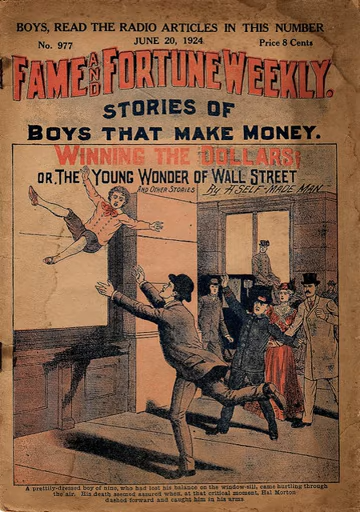 BOYS, READ THE RADIO ARTICLES IN THIS NUMBER
No. 977 JUNE 20, 1924 Price 8 Cents
FAME AND FORTUNE WEEKLY.
STORIES OF
BOYS THAT MAKE MONEY.
WINNING THE DOLLARS;
OR, THE YOUNG WONDER OF WALL STREET
AND OTHER STORIES By "A SELF-MADE MAN"
A prettily-dressed boy of nine, who had lost his balance on the window-sill, came hurtling through
the air. His death seemed assured when, at that critical moment, Hal Morton
dashed forward and caught him in his arms